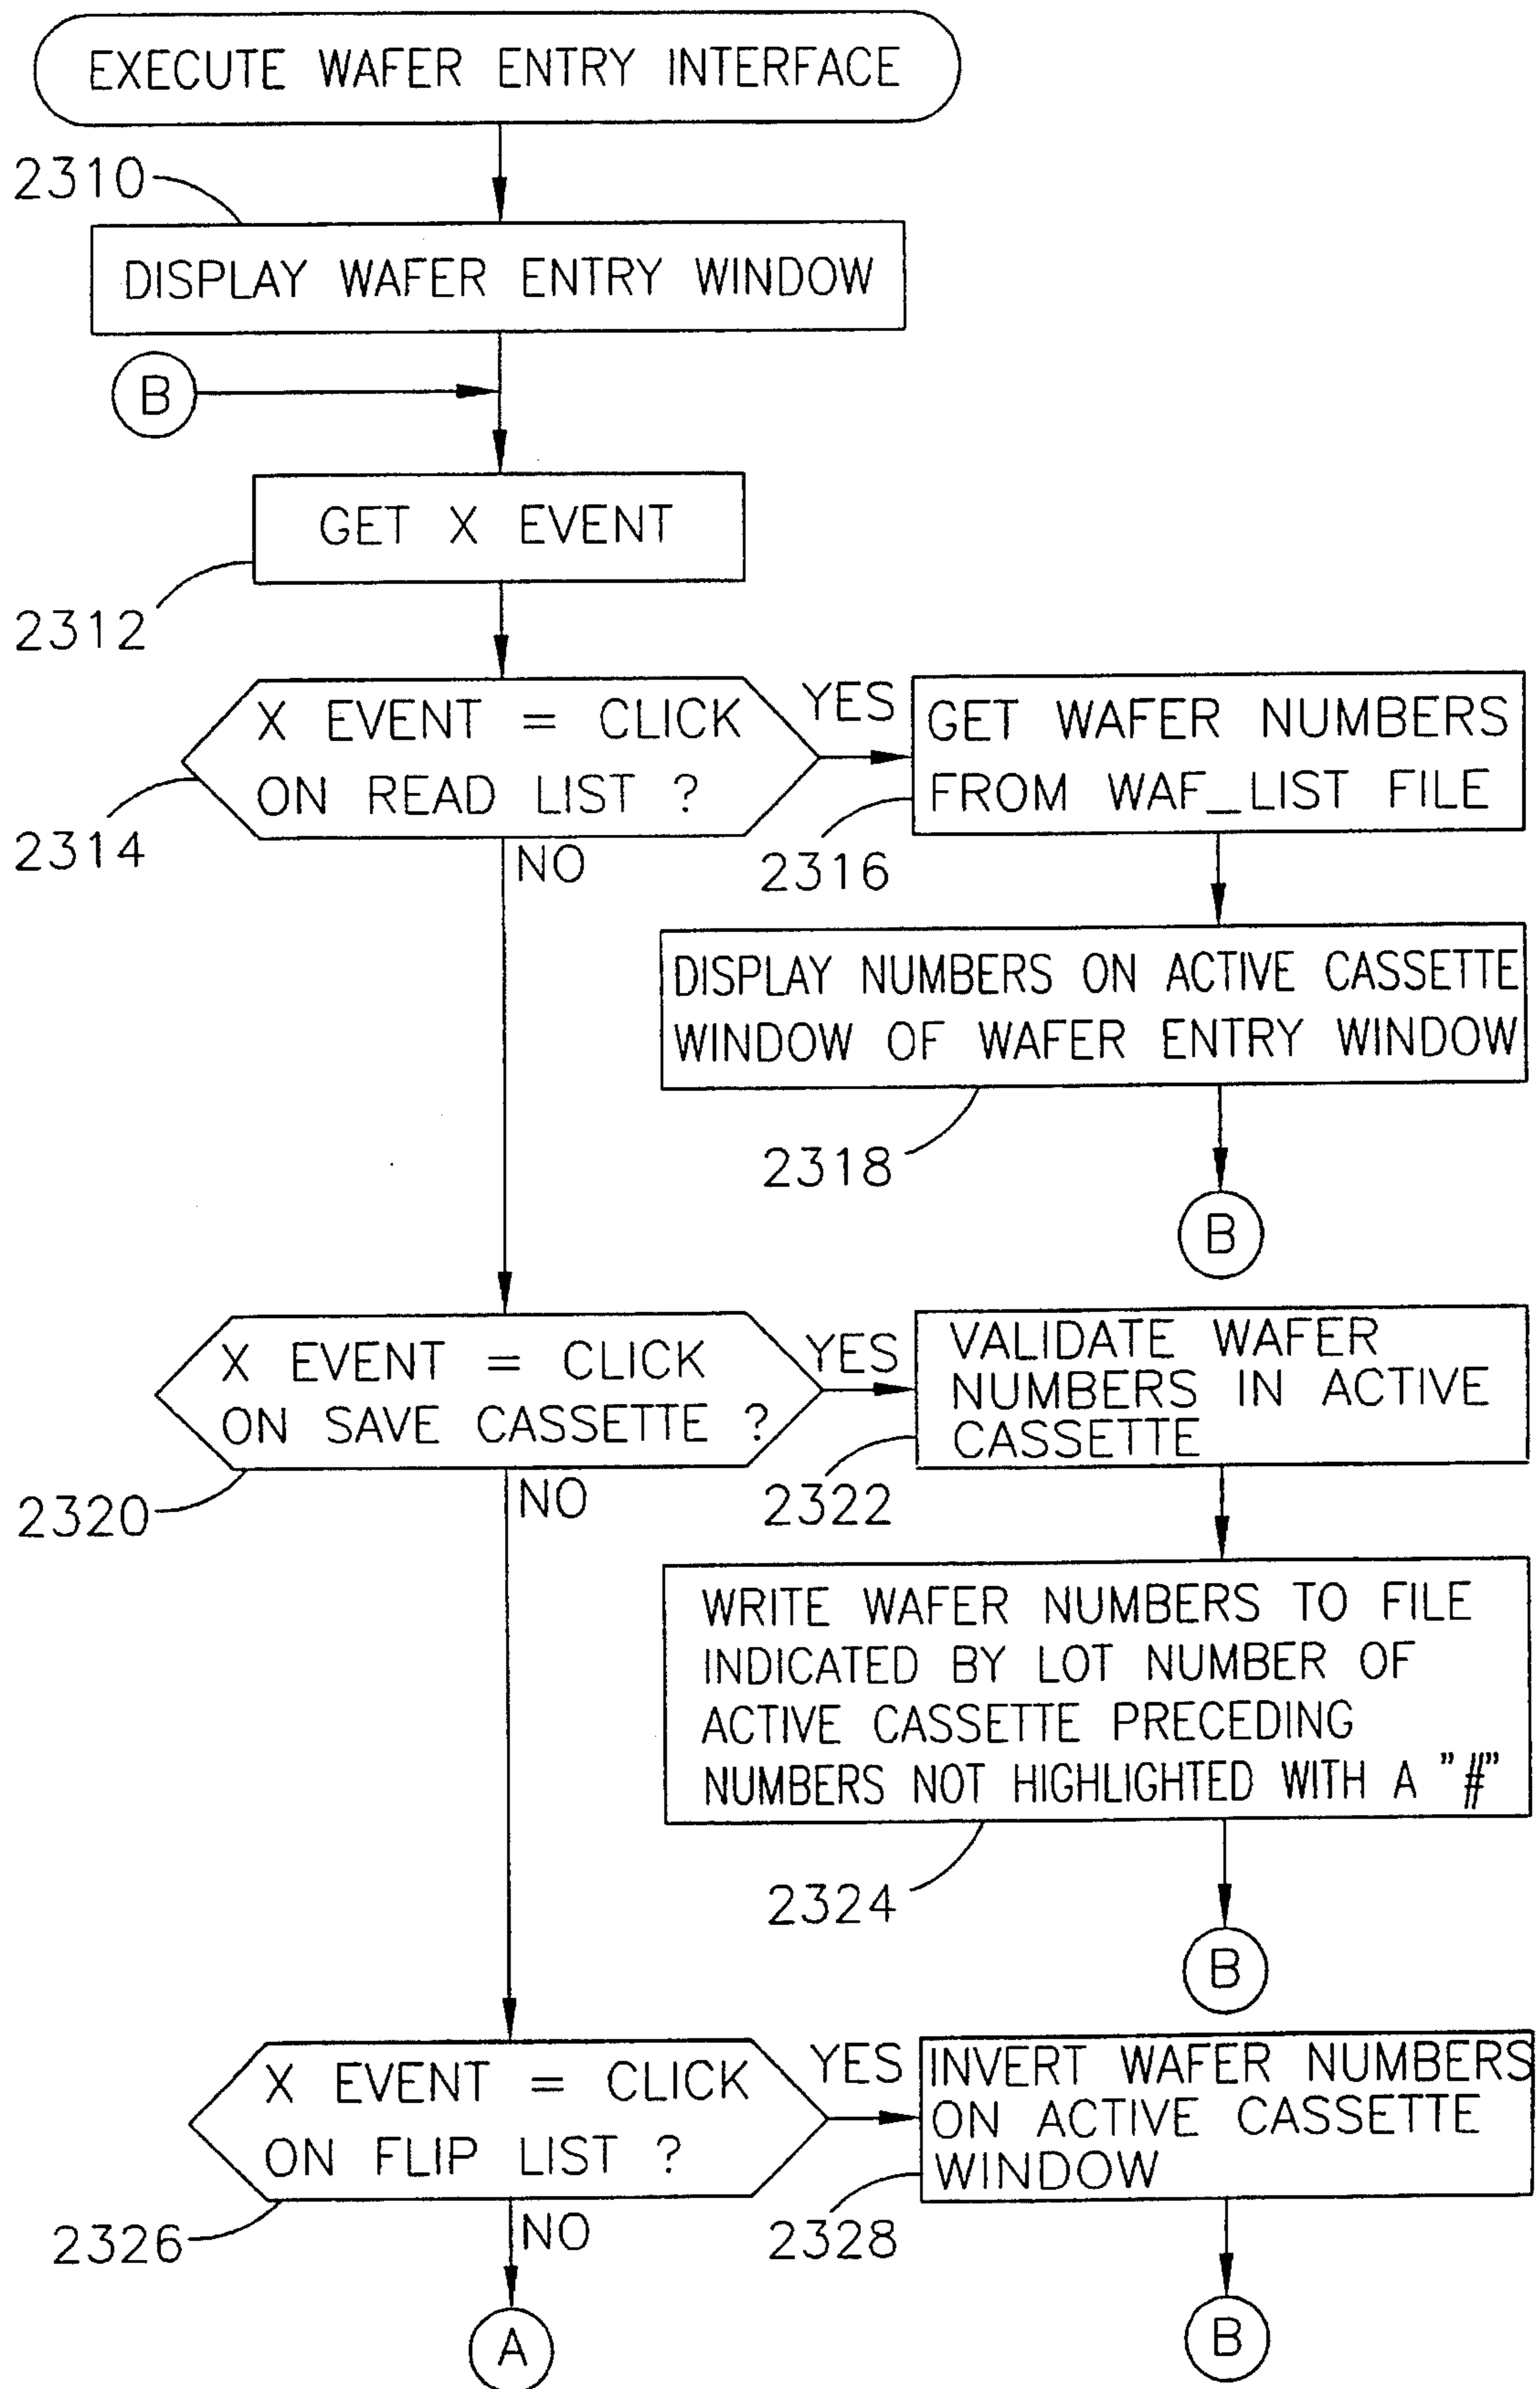 EXECUTE WAFER ENTRY INTERFACE
2310
DISPLAY WAFER ENTRY WINDOW
B
GET X EVENT
2312
X EVENT = CLICK
ON READ LIST ?
2314
YES
NO
GET WAFER NUMBERS
FROM WAF_LIST FILE
2316
DISPLAY NUMBERS ON ACTIVE CASSETTE
WINDOW OF WAFER ENTRY WINDOW
2318
B
X EVENT = CLICK
ON SAVE CASSETTE ?
2320
YES
NO
VALIDATE WAFER
NUMBERS IN ACTIVE
CASSETTE
2322
WRITE WAFER NUMBERS TO FILE
INDICATED BY LOT NUMBER OF
ACTIVE CASSETTE PRECEDING
NUMBERS NOT HIGHLIGHTED WITH A "#"
2324
B
X EVENT = CLICK
ON FLIP LIST ?
2326
YES
NO
INVERT WAFER NUMBERS
ON ACTIVE CASSETTE
WINDOW
2328
A
B